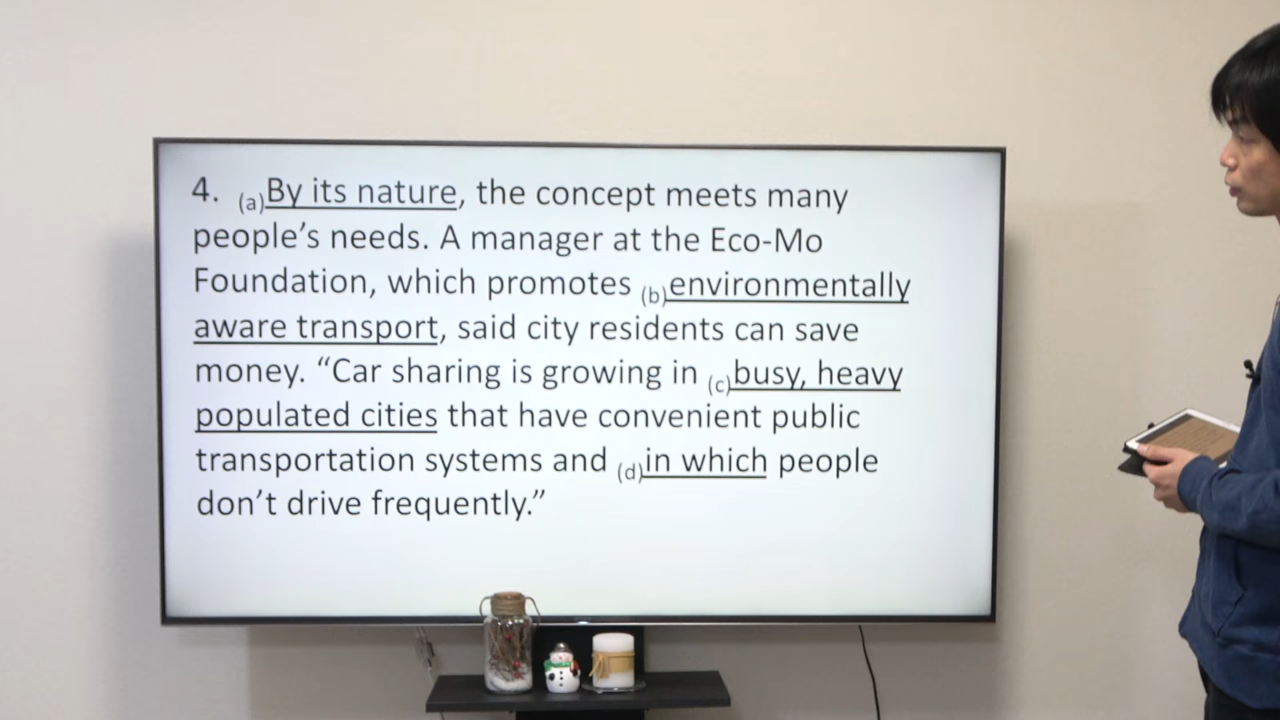 4. (a)By its nature, the concept meets many
people’s needs. A manager at the Eco-Mo
Foundation, which promotes (b)environmentally
aware transport, said city residents can save
money. “Car sharing is growing in (c)busy, heavy
populated cities that have convenient public
transportation systems and (d)in which people
don’t drive frequently.”